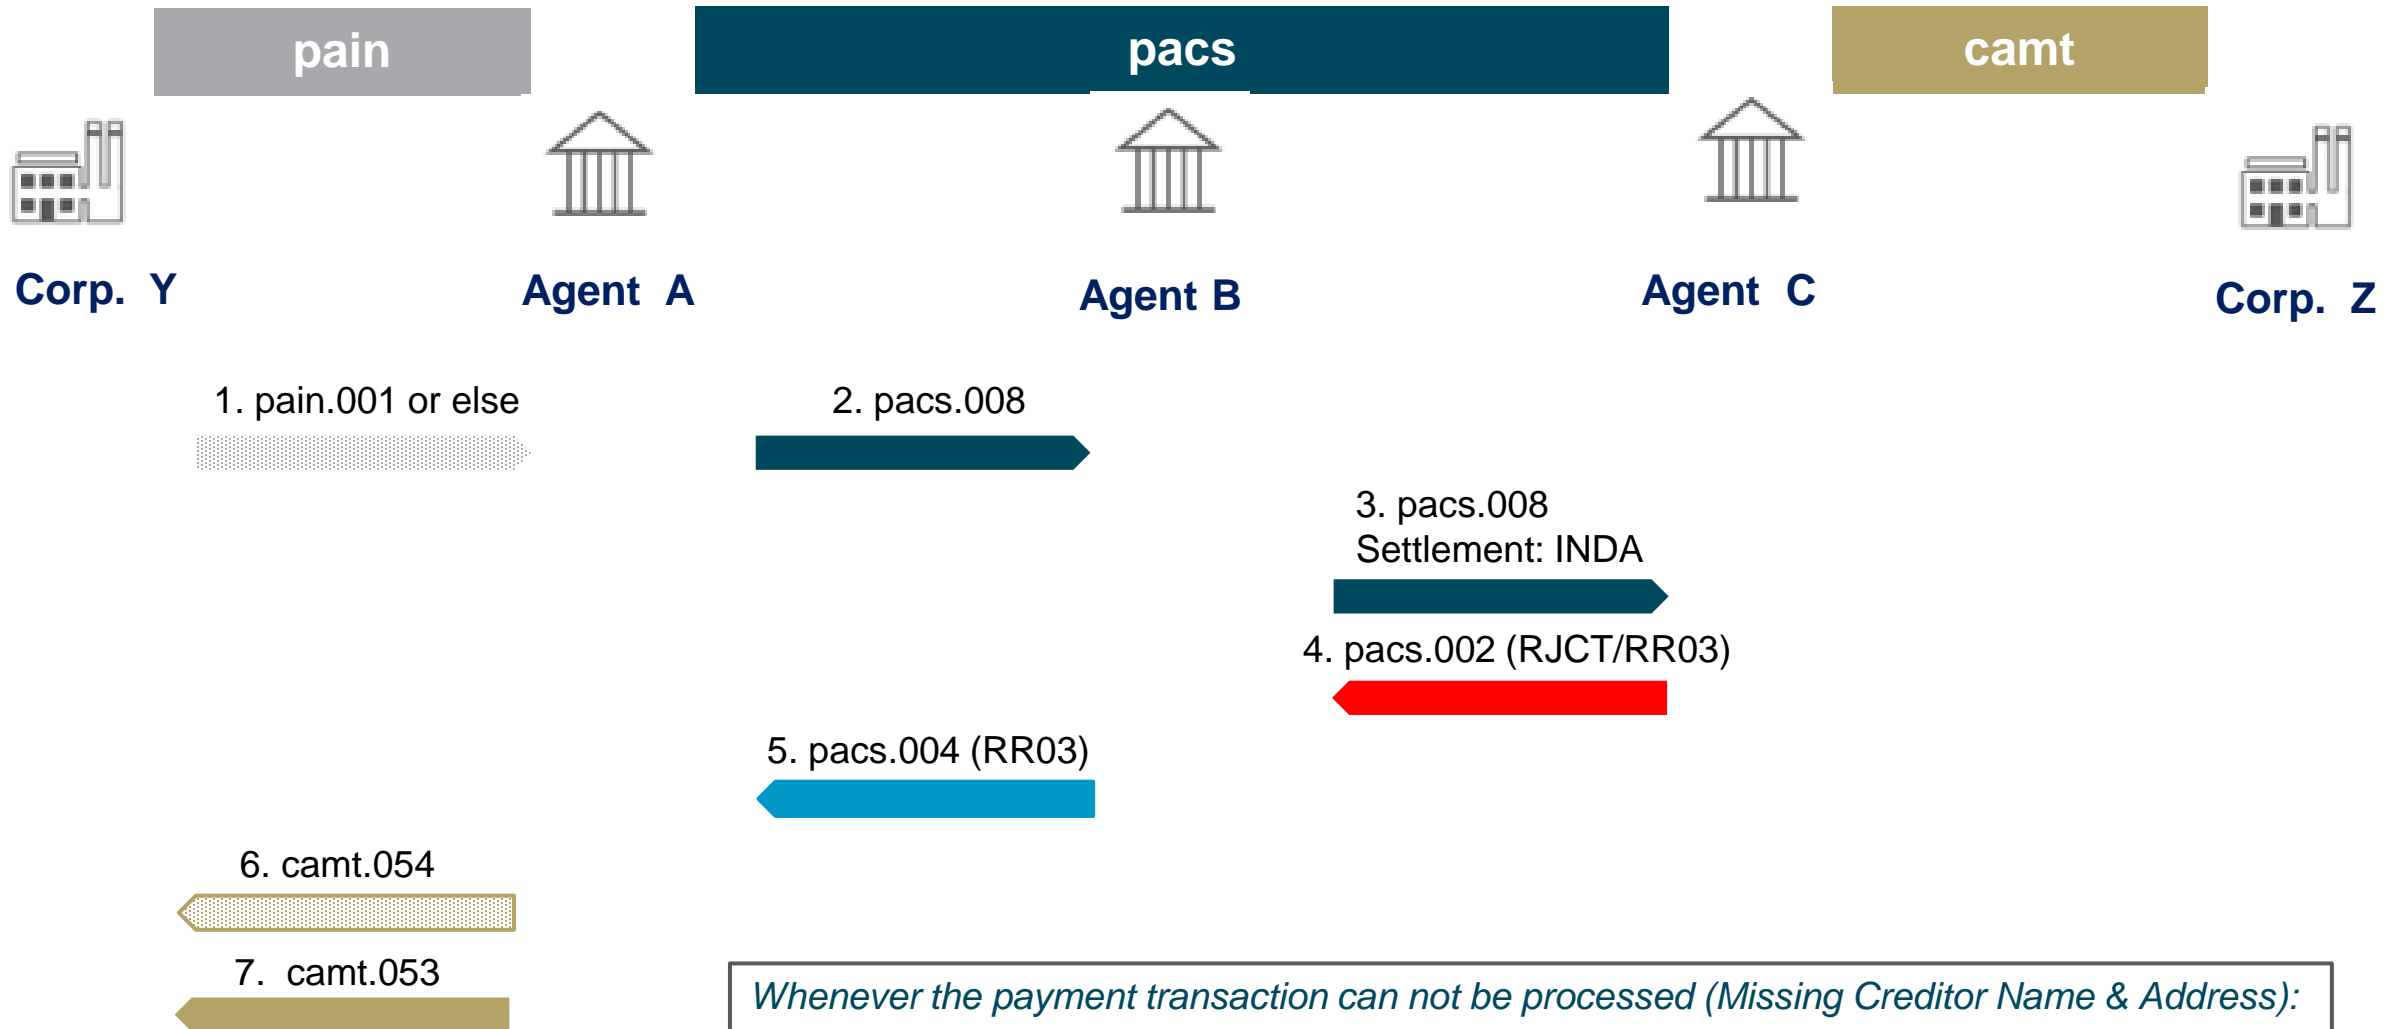 pain
pacs
camt
Corp. Y
Agent A
Agent B
Agent C
Corp. Z
1. pain.001 or else
2. pacs.008
3. pacs.008
Settlement: INDA
4. pacs.002 (RJCT/RR03)
5. pacs.004 (RR03)
6. camt.054
7. camt.053
Whenever the payment transaction can not be processed (Missing Creditor Name & Address):